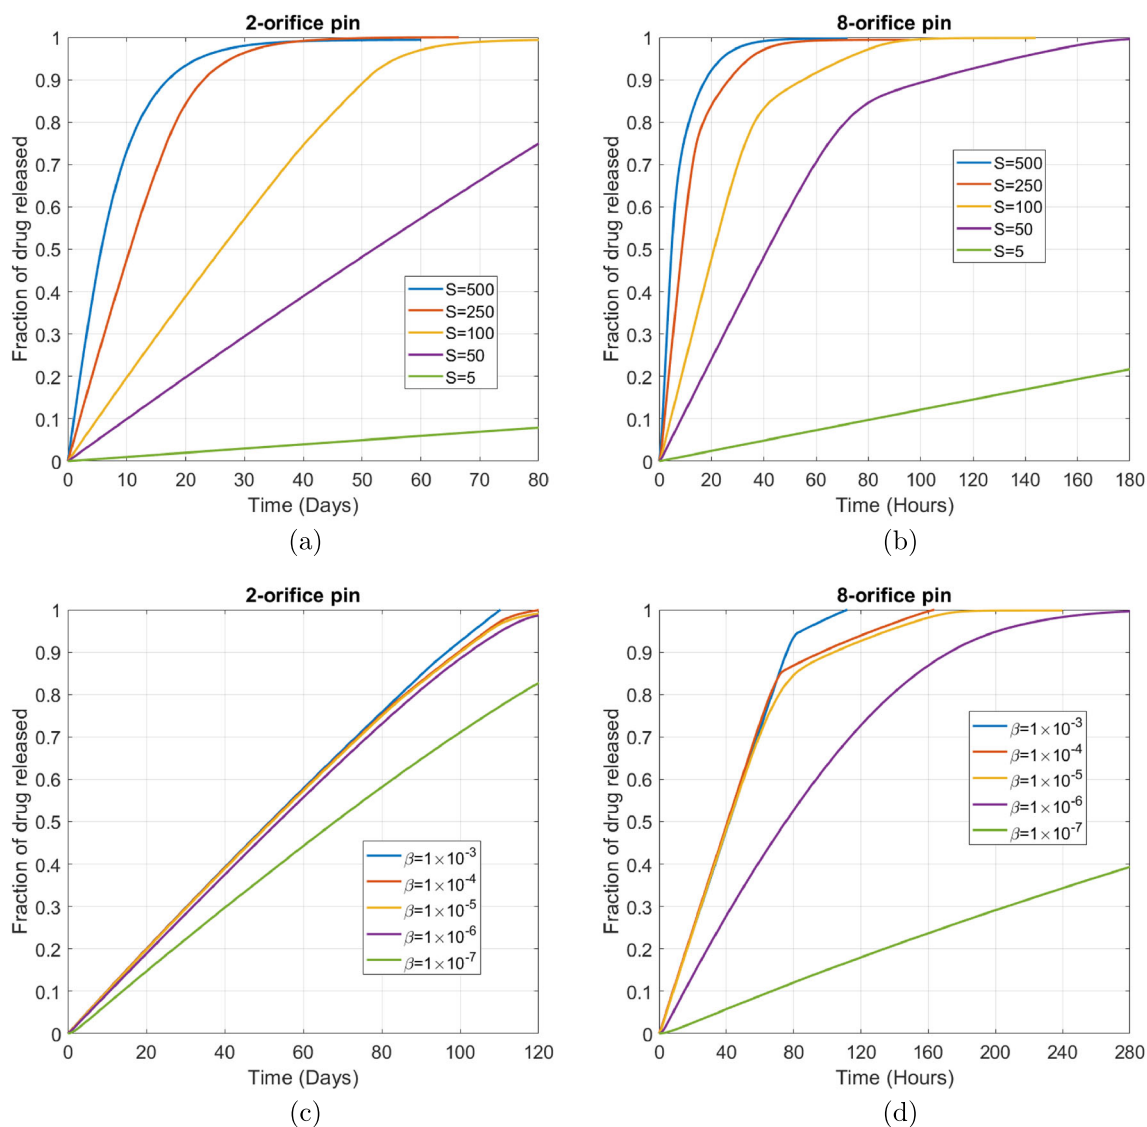 2-orifice pin
Fraction of drug released
1
0.9
0.8
0.7
0.6
0.5
0.4
0.3
0.2
0.1
0
S=500
S=250
S=100
S=50
S=5
0 10 20 30 40 50 60 70 80
Time (Days)
(a)
8-orifice pin
Fraction of drug released
1
0.9
0.8
0.7
0.6
0.5
0.4
0.3
0.2
0.1
0
S=500
S=250
S=100
S=50
S=5
0 20 40 60 80 100 120 140 160 180
Time (Hours)
(b)
2-orifice pin
Fraction of drug released
1
0.9
0.8
0.7
0.6
0.5
0.4
0.3
0.2
0.1
0
β=1×10⁻³
β=1×10⁻⁴
β=1×10⁻⁵
β=1×10⁻⁶
β=1×10⁻⁷
0 20 40 60 80 100 120
Time (Days)
(c)
8-orifice pin
Fraction of drug released
1
0.9
0.8
0.7
0.6
0.5
0.4
0.3
0.2
0.1
0
β=1×10⁻³
β=1×10⁻⁴
β=1×10⁻⁵
β=1×10⁻⁶
β=1×10⁻⁷
0 40 80 120 160 200 240 280
Time (Hours)
(d)